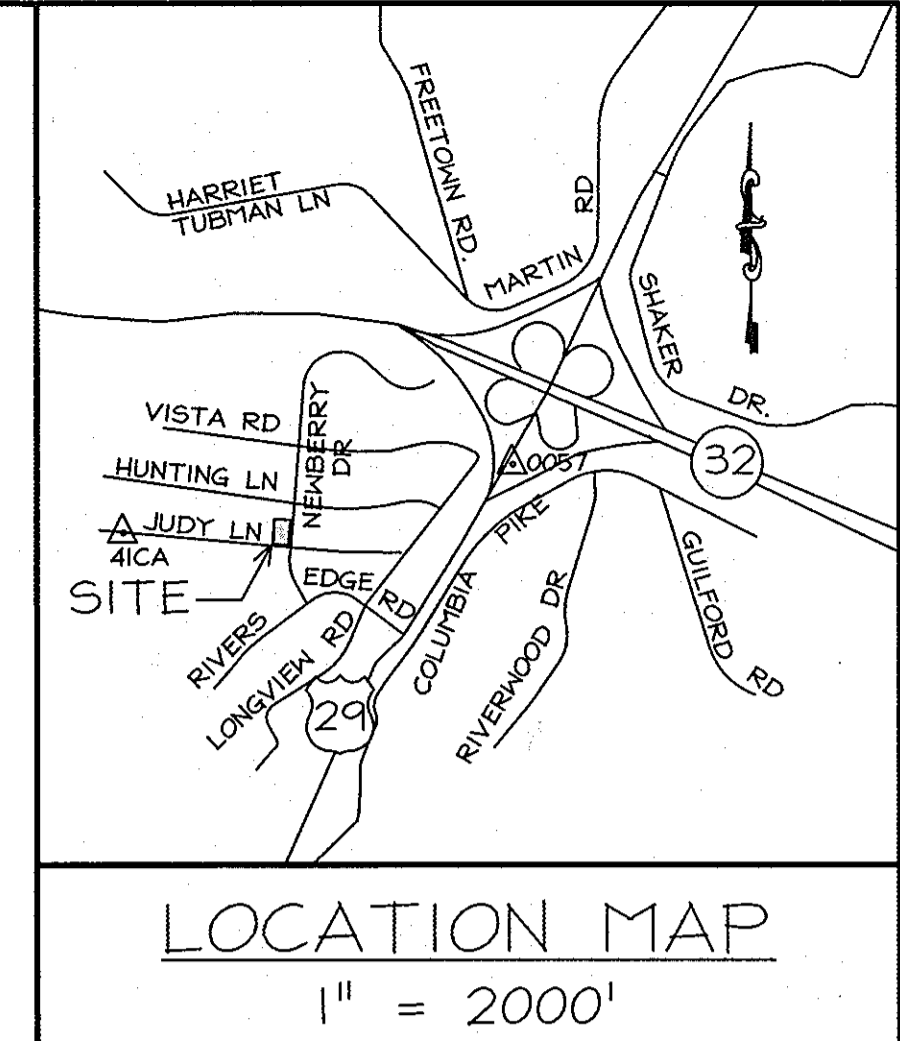 FREETOWN RD.
HARRIET
TUBMAN LN
RD
MARTIN
SHAKER
DR.
VISTA RD
NEWBERRY
DR
HUNTING LN
0057
32
JUDY LN
41CA
PIKE
SITE
EDGE RD
COLUMBIA
GUILFORD RD
RIVERS
RIVERWOOD DR
LONGVIEW RD
29
LOCATION MAP
1" = 2000'